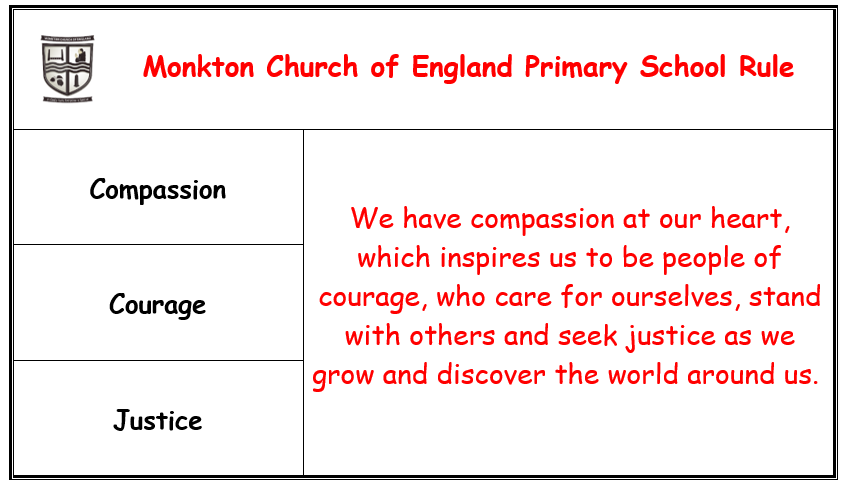 Monkton Church of England Primary School Rule
Compassion
Courage
Justice
We have compassion at our heart,
which inspires us to be people of
courage, who care for ourselves, stand
with others and seek justice as we
grow and discover the world around us.